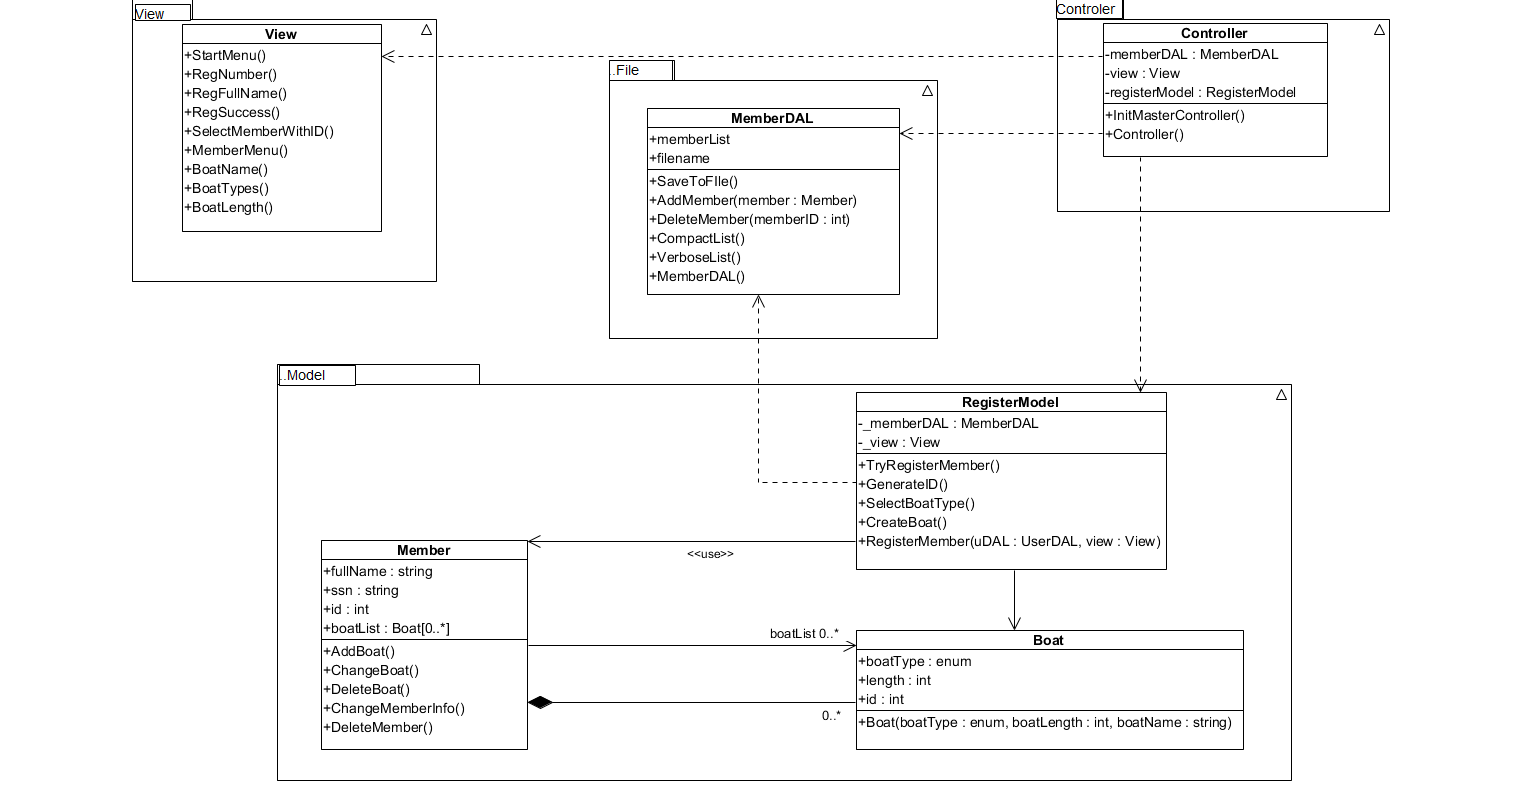 View
View
+StartMenu()
+RegNumber()
+RegFullName()
+RegSuccess()
+SelectMemberWithID()
+MemberMenu()
+BoatName()
+BoatTypes()
+BoatLength()
..File
MemberDAL
+memberList
+filename
+SaveToFIle()
+AddMember(member : Member)
+DeleteMember(memberID : int)
+CompactList()
+VerboseList()
+MemberDAL()
Controler
Controller
-memberDAL : MemberDAL
-view : View
-registerModel : RegisterModel
+InitMasterController()
+Controller()
..Model
RegisterModel
-_memberDAL : MemberDAL
-_view : View
+TryRegisterMember()
+GenerateID()
+SelectBoatType()
+CreateBoat()
+RegisterMember(uDAL : UserDAL, view : View)
<<use>>
Member
+fullName : string
+ssn : string
+id : int
+boatList : Boat[0..*]
+AddBoat()
+ChangeBoat()
+DeleteBoat()
+ChangeMemberInfo()
+DeleteMember()
boatList 0..*
0..*
Boat
+boatType : enum
+length : int
+id : int
+Boat(boatType : enum, boatLength : int, boatName : string)